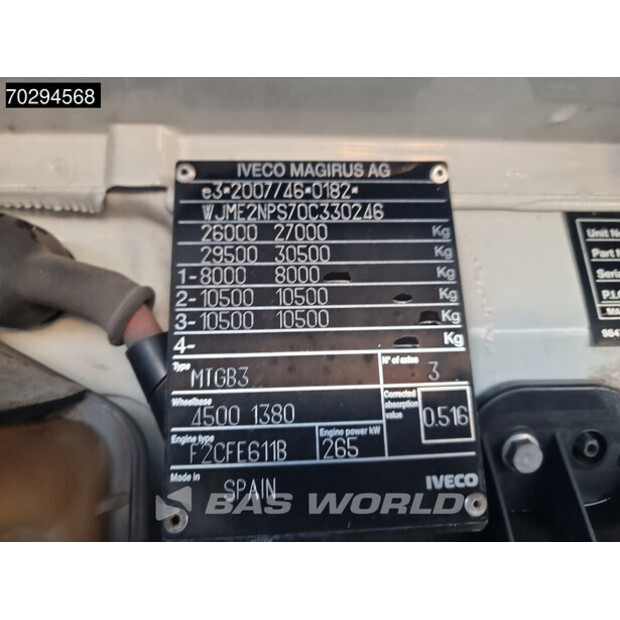 70294568
IVECO MAGIRUS AG
e3*2007/46*0182*
WJME2NPS70C330246
26000 27000 Kg
29500 30500 Kg
1-8000 8000 Kg
2-10500 10500 Kg
3-10500 10500 Kg
4- Kg
Type MTGB3 N° of axles 3
Wheelbase 4500 1380 Corrected absorption value 0.516
Engine type F2CFE611B Engine power kW 265
Made in SPAIN IVECO
BAS WORLD
Unit
Part
P.I.